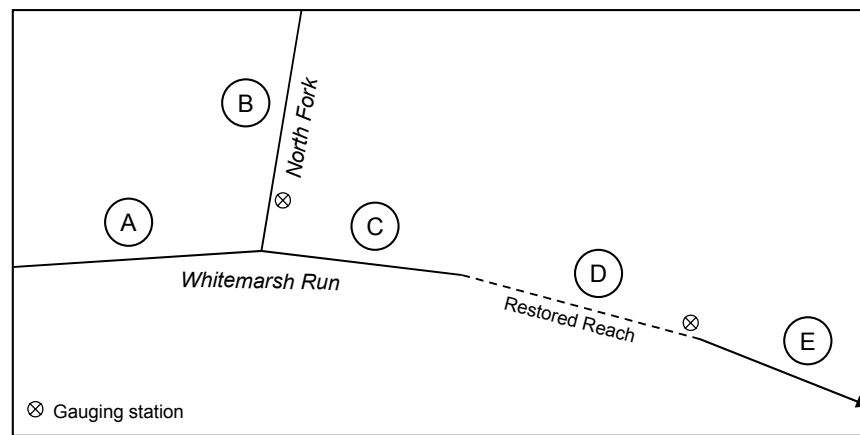 B
North Fork
A
C
Whitemarsh Run
D
Restored Reach
E
Gauging station